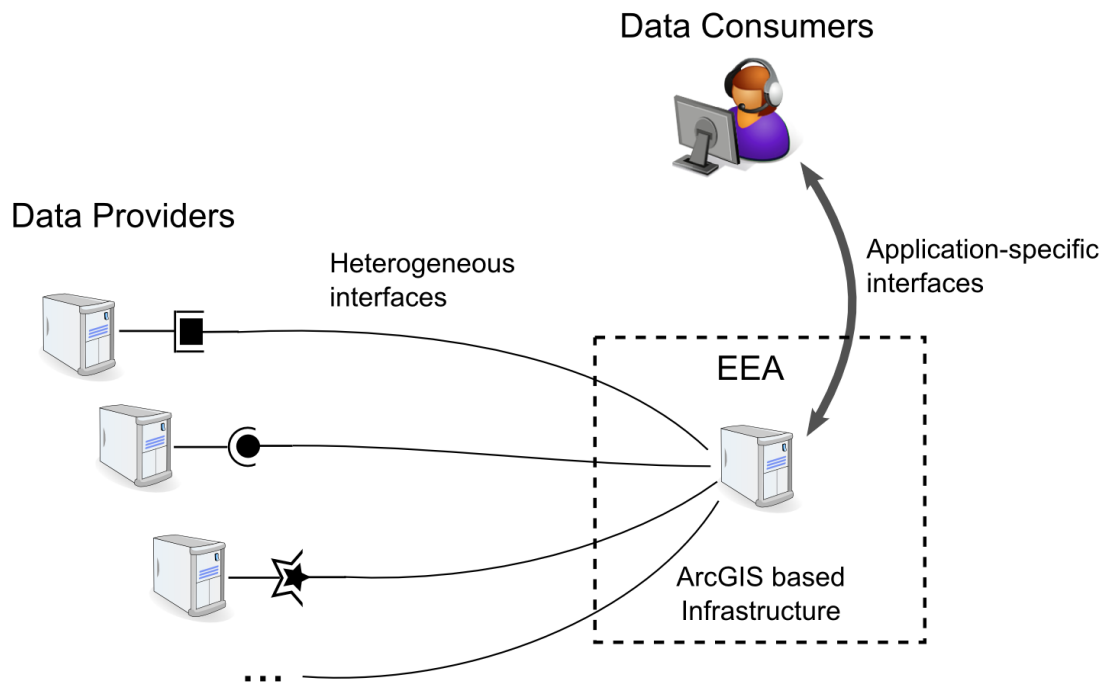 Data Consumers
Data Providers
Heterogeneous
interfaces
Application-specific
interfaces
EEA
ArcGIS based
Infrastructure
...